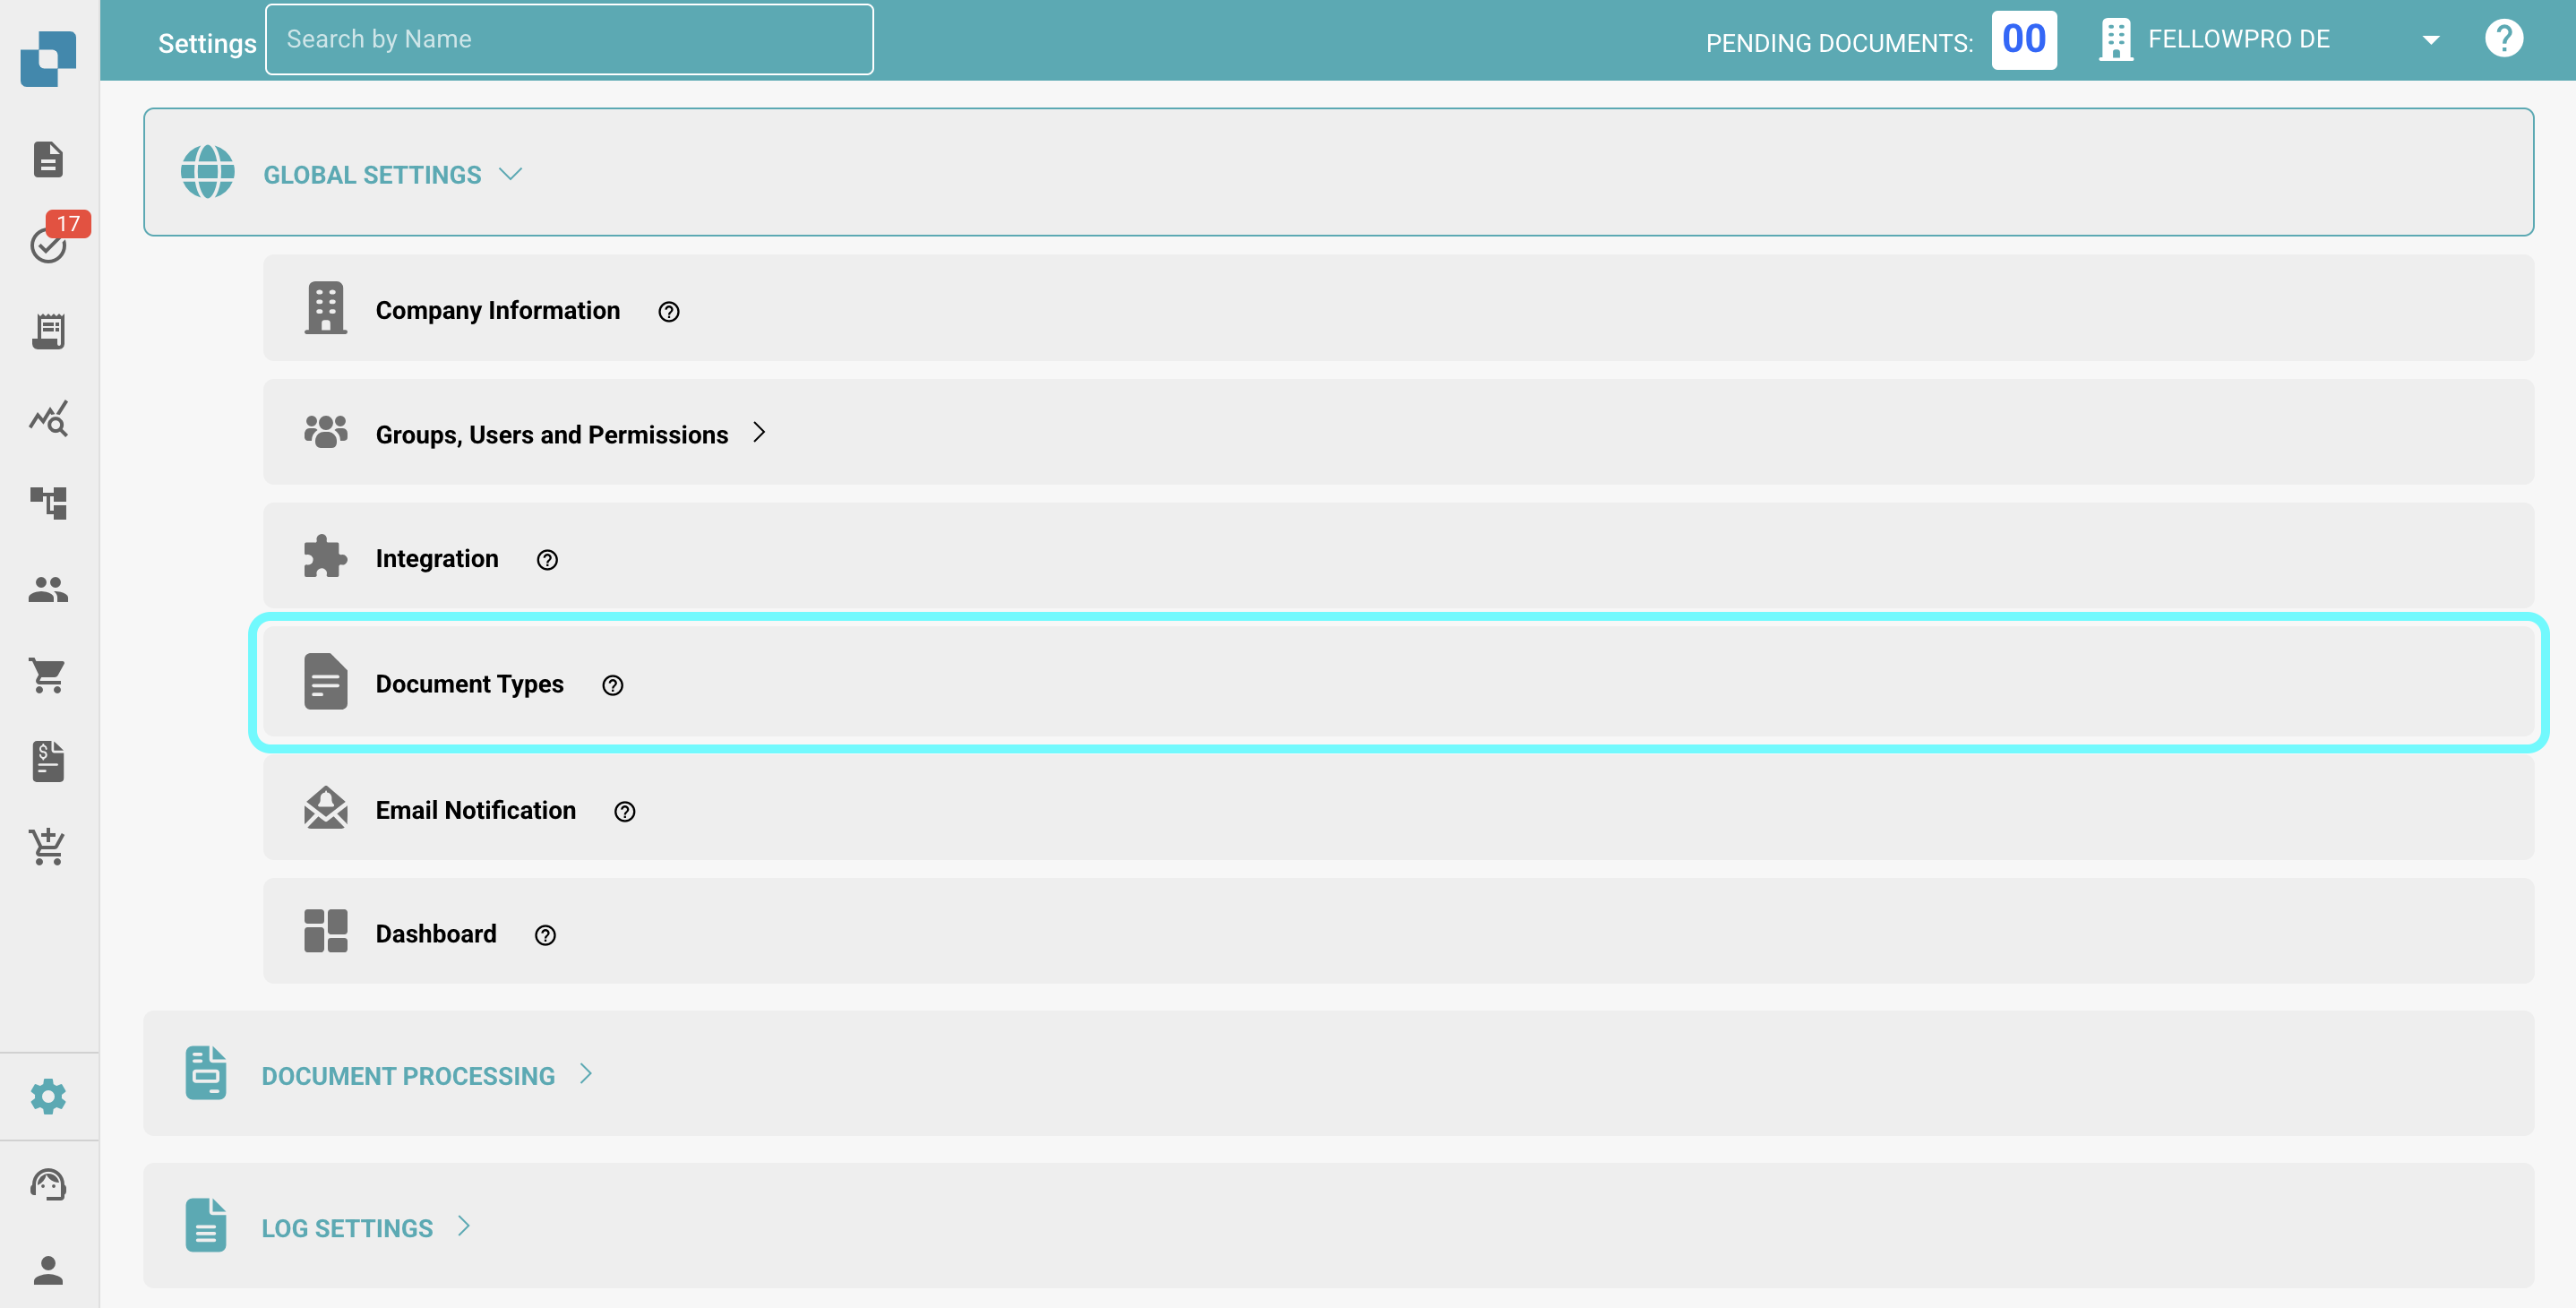 Settings
Search by Name
PENDING DOCUMENTS: 00
FELLOWPRO DE
?
17
GLOBAL SETTINGS
Company Information ?
Groups, Users and Permissions
Integration ?
Document Types ?
Email Notification ?
Dashboard ?
DOCUMENT PROCESSING
LOG SETTINGS
$